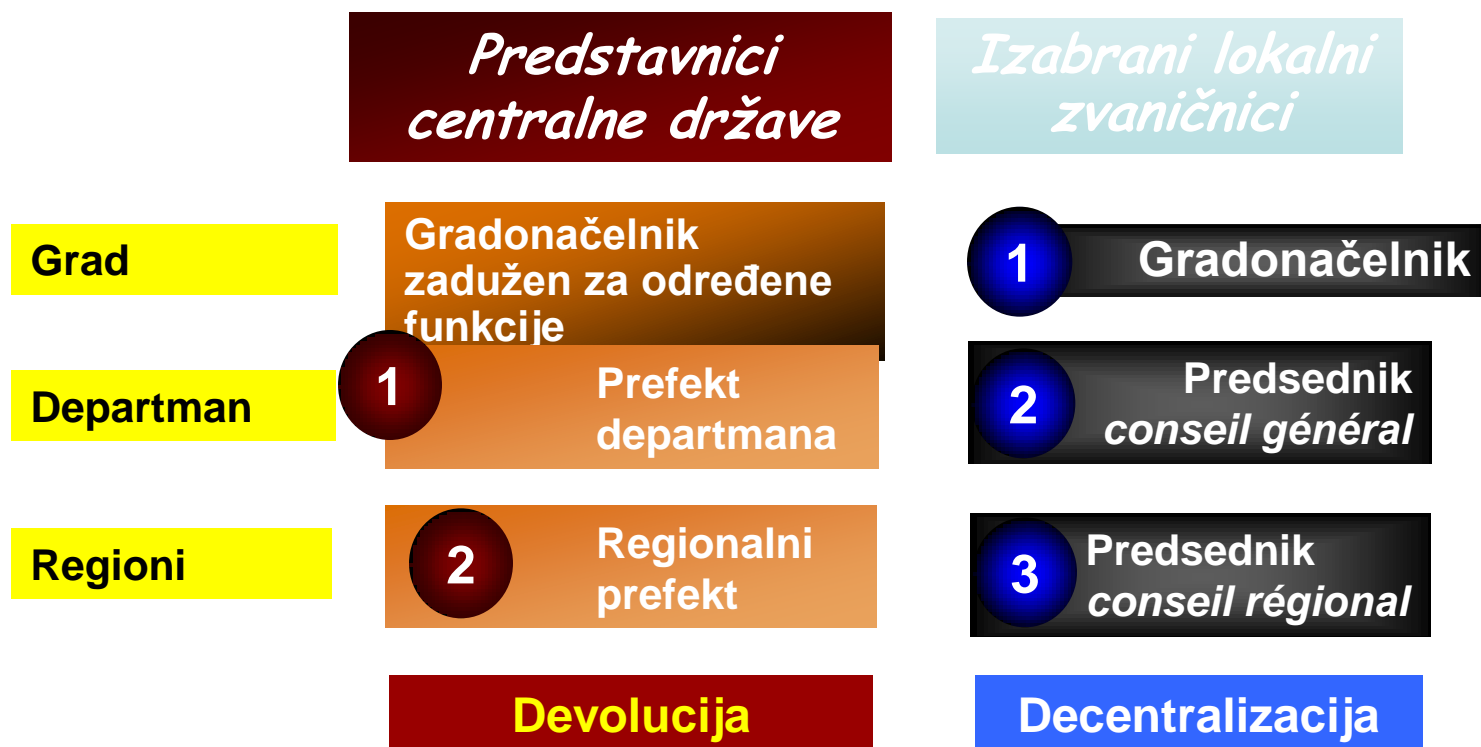 Predstavnici
centralne države
Izabrani lokalni
zvaničnici
Grad
Gradonačelnik
zadužen za određene
funkcije
1
Gradonačelnik
Departman
1
Prefekt
departmana
2
Predsednik
conseil général
Regioni
2
Regionalni
prefekt
3
Predsednik
conseil régional
Devolucija
Decentralizacija